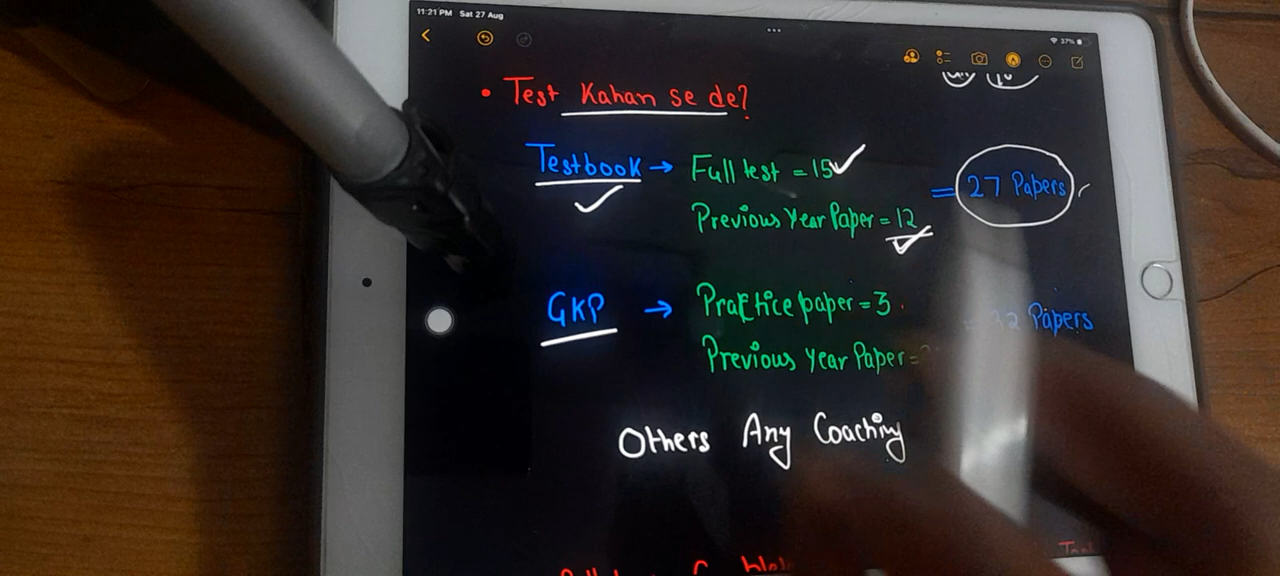 11:21 PM Sat 27 Aug
37%
• Test Kahan se de?
Testbook → Full test = 15
Previous Year Paper = 12
= 27 Papers
GKP → Practice paper = 3
Previous Year Paper =
Papers
Others Any Coaching